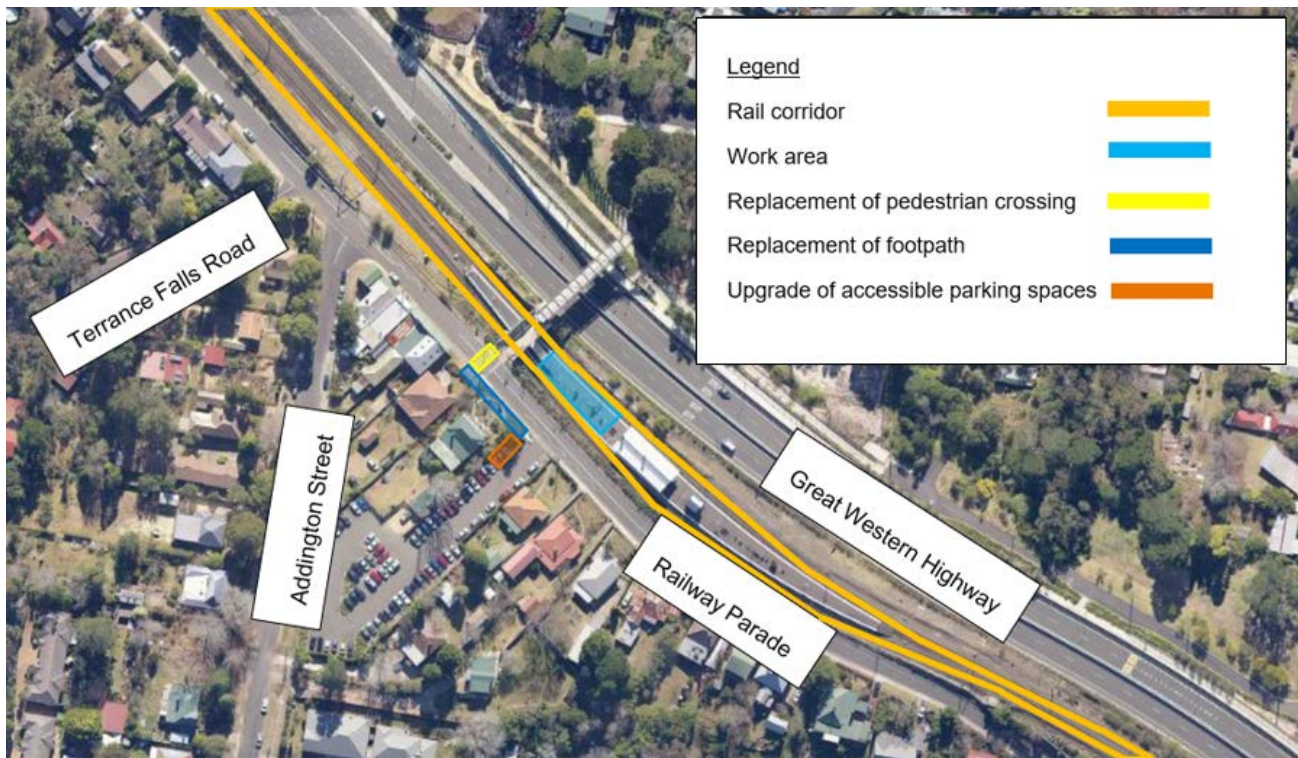 Legend
Rail corridor
Work area
Replacement of pedestrian crossing
Replacement of footpath
Upgrade of accessible parking spaces
Terrance Falls Road
Addington Street
Great Western Highway
Railway Parade